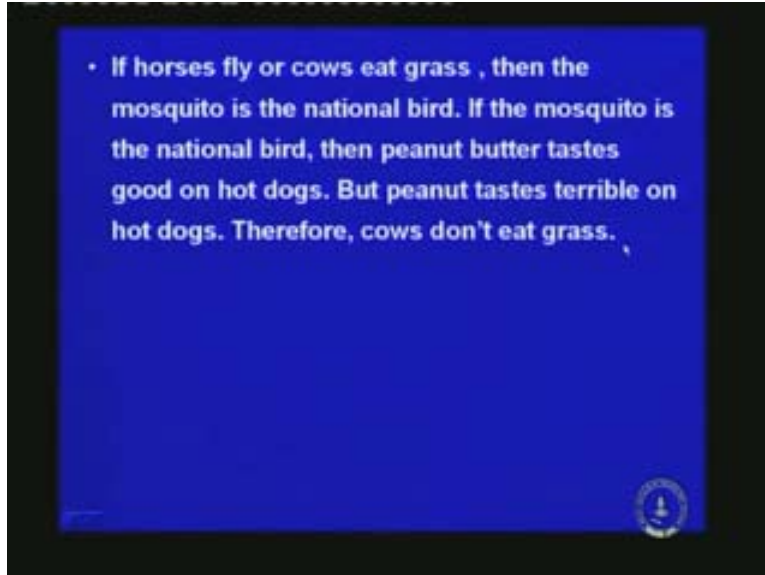 • If horses fly or cows eat grass , then the
mosquito is the national bird. If the mosquito is
the national bird, then peanut butter tastes
good on hot dogs. But peanut tastes terrible on
hot dogs. Therefore, cows don't eat grass.